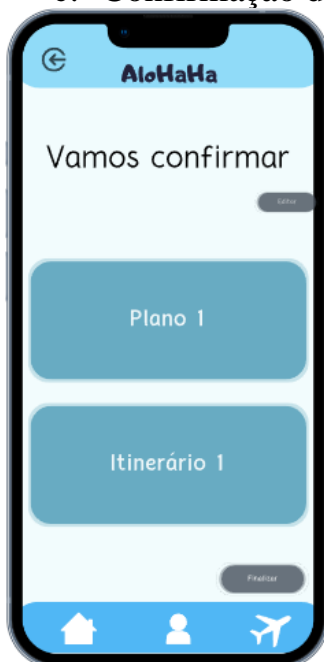 AloHaHa
Vamos confirmar
Editar
Plano 1
Itinerário 1
Finalizar